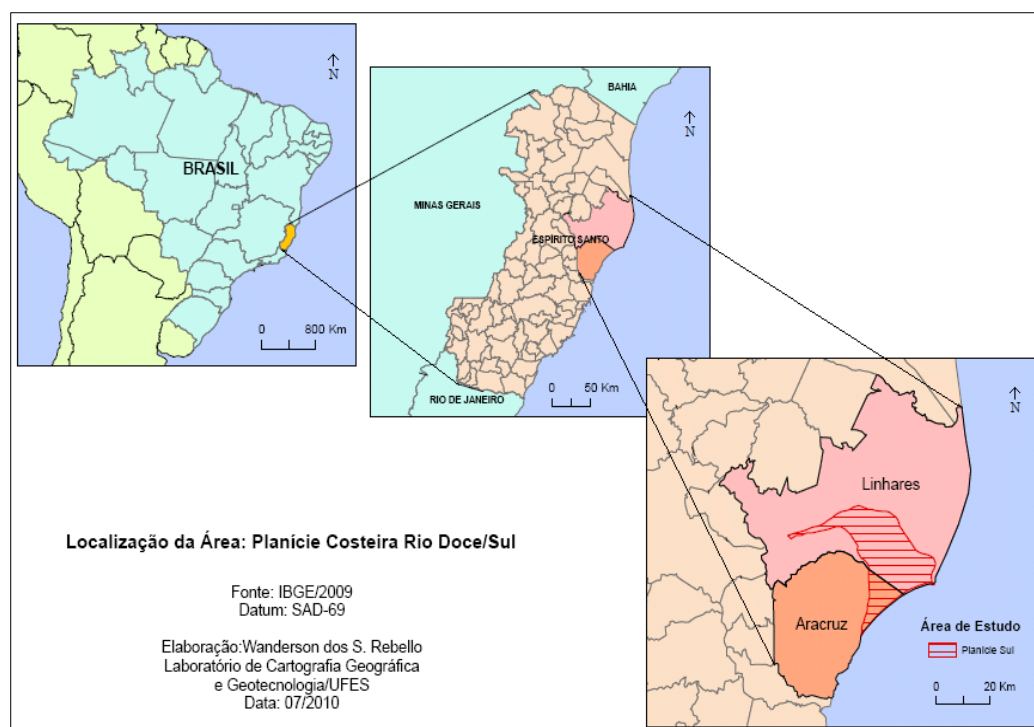 N
BRASIL
0 800 Km
BAHIA
N
MINAS GERAIS
ESPÍRITO SANTO
0 50 Km
RIO DE JANEIRO
N
Linhares
Aracruz
Área de Estudo
Planície Sul
0 20 Km
Localização da Área: Planície Costeira Rio Doce/Sul
Fonte: IBGE/2009
Datum: SAD-69
Elaboração:Wanderson dos S. Rebello
Laboratório de Cartografia Geográfica
e Geotecnologia/UFES
Data: 07/2010